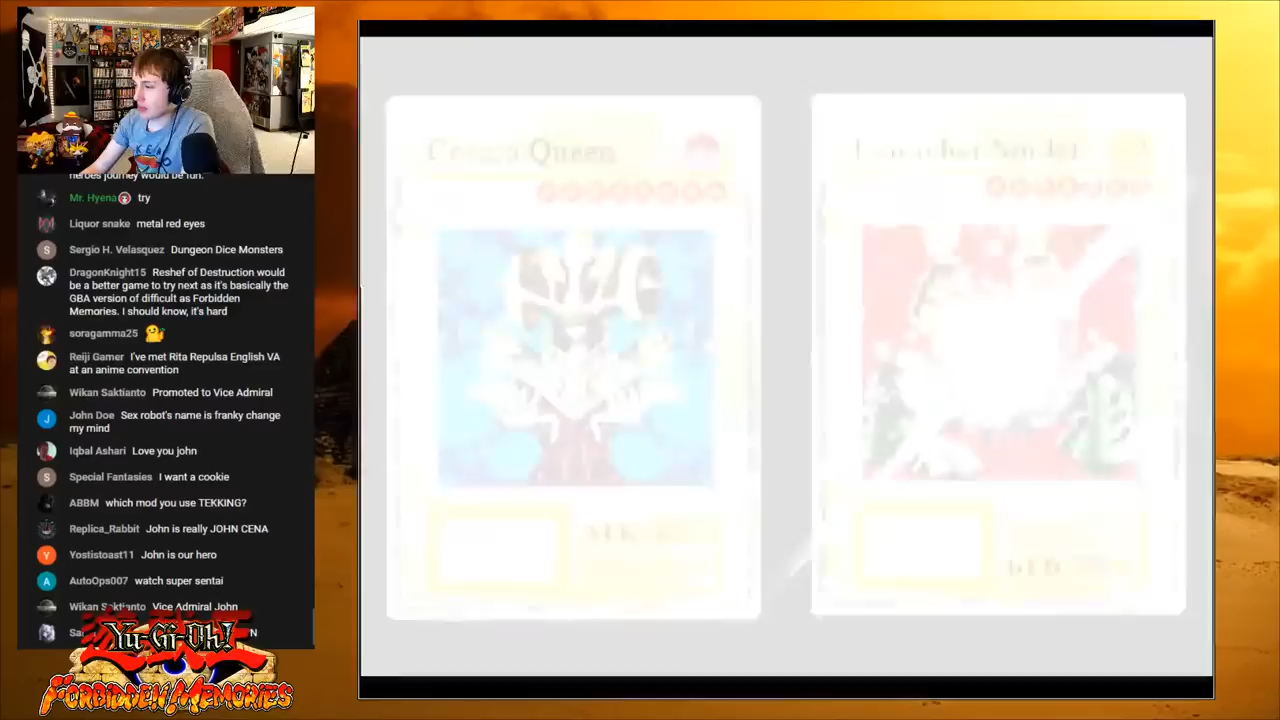 heroes journey would be fun.
Mr. Hyena try
Liquor snake metal red eyes
Sergio H. Velasquez Dungeon Dice Monsters
DragonKnight15 Reshef of Destruction would
be a better game to try next as it's basically the
GBA version of difficult as Forbidden
Memories. I should know, it's hard
soragamma25
Reiji Gamer I've met Rita Repulsa English VA
at an anime convention
Wikan Saktianto Promoted to Vice Admiral
John Doe Sex robot's name is franky change
my mind
Iqbal Ashari Love you john
Special Fantasies I want a cookie
ABBM which mod you use TEKKING?
Replica_Rabbit John is really JOHN CENA
Yostistoast11 John is our hero
AutoOps007 watch super sentai
Wikan Saktianto Vice Admiral John
Yu-Gi-Oh!
FORBIDDEN MEMORIES
Queen